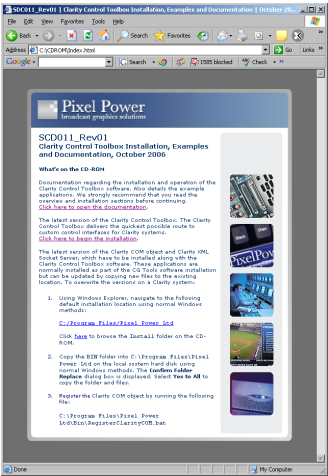 SDC011_Rev01 | Clarity Control Toolbox Installation, Examples and Documentation | October 20...
File Edit View Favorites Tools Help
Back Search Favorites
Address C:\CDROM\Index.html Go Links »
Google Search 1585 blocked Check
Pixel Power
broadcast graphics solutions
SCD011_Rev01
Clarity Control Toolbox Installation, Examples
and Documentation, October 2006
What's on the CD-ROM
Documentation regarding the installation and operation of the
Clarity Control Toolbox software. Also details the example
applications. We strongly recommend that you read the
overview and installation sections before continuing.
Click here to open the documentation.
The latest version of the Clarity Control Toolbox. The Clarity
Control Toolbox delivers the quickest possible route to
custom control interfaces for Clarity systems.
Click here to begin the installation.
The latest version of the Clarity COM object and Clarity XML
Socket Server, which have to be installed along with the
Clarity Control Toolbox software. These applications are
normally installed as part of the CG Tools software installation
but can be updated by copying new files to the existing
location. To overwrite the versions on a Clarity system:
1. Using Windows Explorer, navigate to the following
default installation location using normal Windows
methods:
C:/Program Files/Pixel Power Ltd
Click here to browse the Install folder on the CD-
ROM.
2. Copy the BIN folder into C:\Program Files\Pixel
Power Ltd on the local system hard disk using
normal Windows methods. The Confirm Folder
Replace dialog box is displayed. Select Yes to All to
copy the folder and files.
3. Register the Clarity COM object by running the following
file:
C:\Program Files\Pixel Power
Ltd\Bin\RegisterClarityCOM.bat
PixelPov
Done My Computer